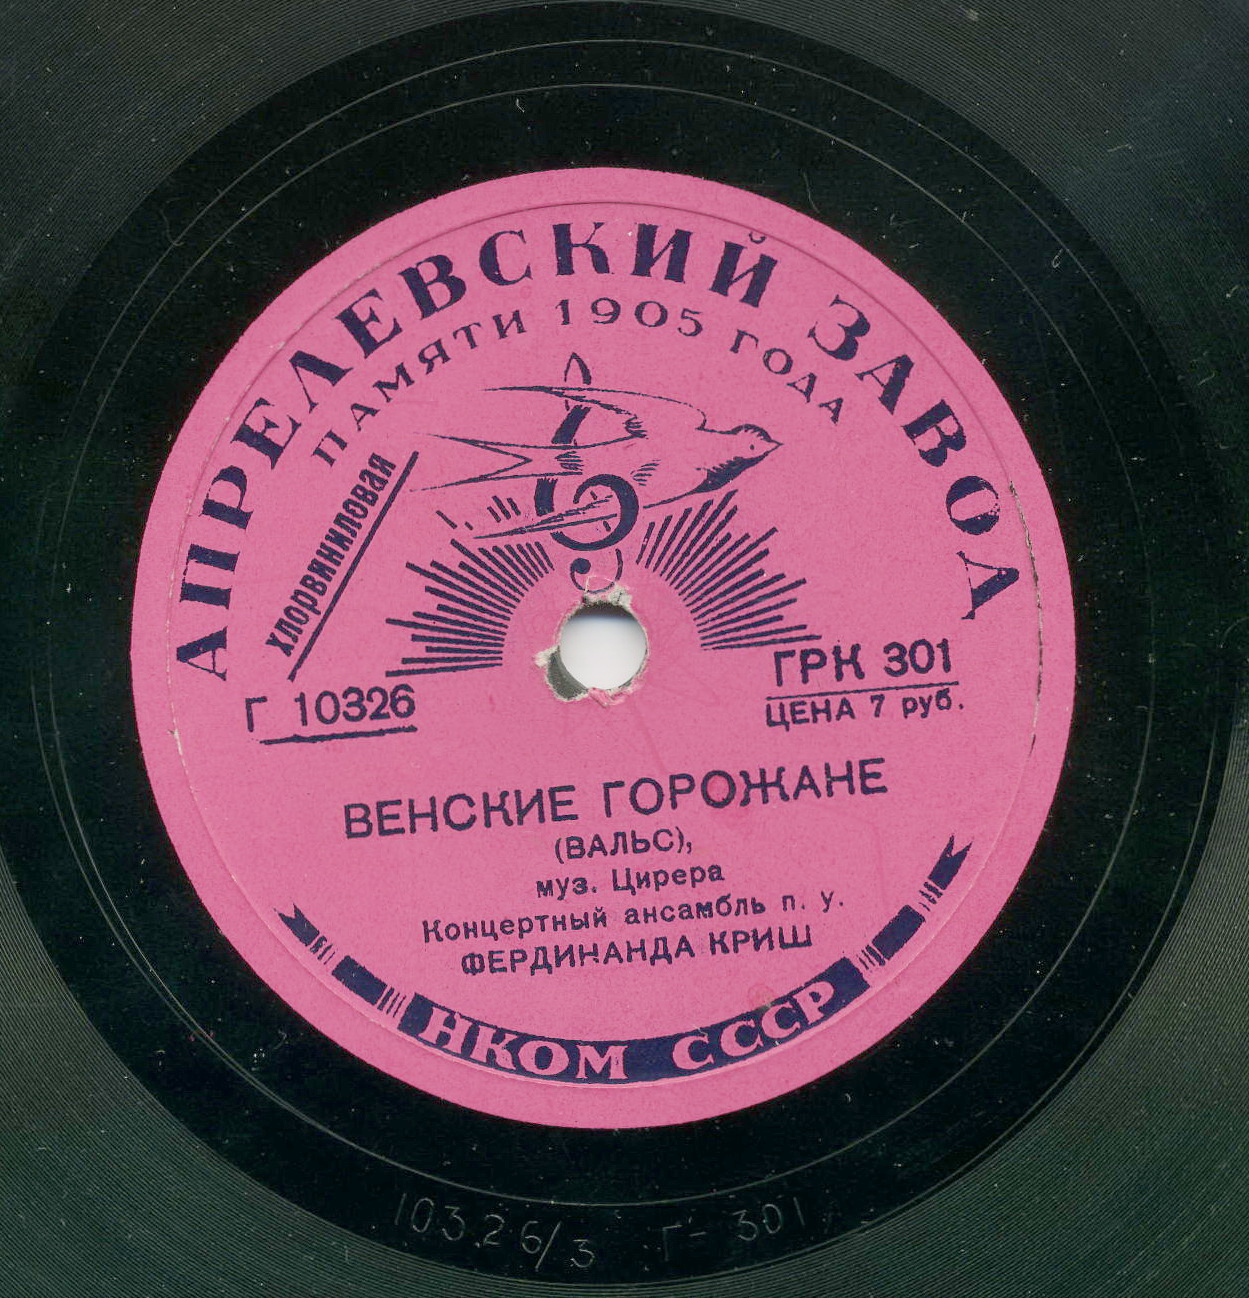 АПРЕЛЕВСКИЙ ЗАВОД
ПАМЯТИ 1905 ГОДА
хлорвиниловая
Г 10326
ГРК 301
ЦЕНА 7 руб.
ВЕНСКИЕ ГОРОЖАНЕ
(ВАЛЬС),
муз. Цирера
Концертный ансамбль п. у.
ФЕРДИНАНДА КРИШ
НКОМ СССР
10326/3 Г-301